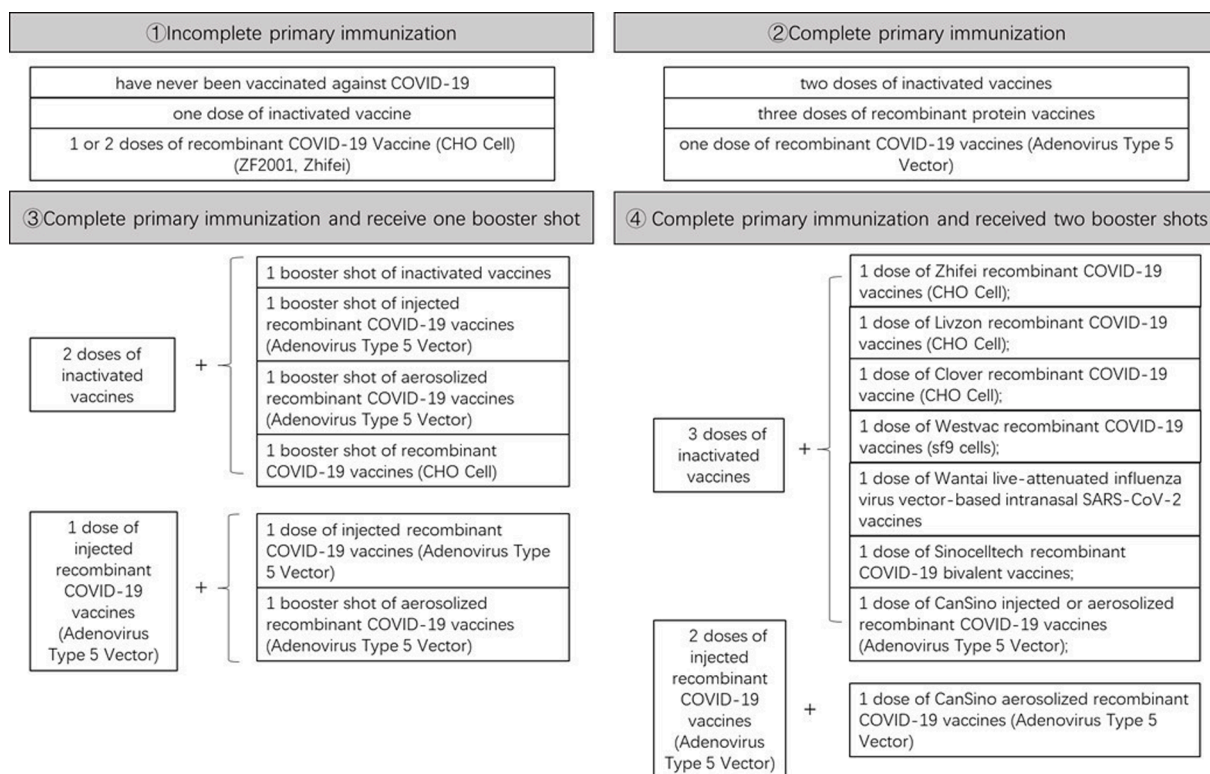 ①Incomplete primary immunization
have never been vaccinated against COVID-19
one dose of inactivated vaccine
1 or 2 doses of recombinant COVID-19 Vaccine (CHO Cell)
(ZF2001, Zhifei)
②Complete primary immunization
two doses of inactivated vaccines
three doses of recombinant protein vaccines
one dose of recombinant COVID-19 vaccines (Adenovirus Type 5
Vector)
③Complete primary immunization and receive one booster shot
2 doses of
inactivated
vaccines
+
1 booster shot of inactivated vaccines
1 booster shot of injected
recombinant COVID-19 vaccines
(Adenovirus Type 5 Vector)
1 booster shot of aerosolized
recombinant COVID-19 vaccines
(Adenovirus Type 5 Vector)
1 booster shot of recombinant
COVID-19 vaccines (CHO Cell)
1 dose of
injected
recombinant
COVID-19
vaccines
(Adenovirus
Type 5 Vector)
+
1 dose of injected recombinant
COVID-19 vaccines (Adenovirus Type
5 Vector)
1 booster shot of aerosolized
recombinant COVID-19 vaccines
(Adenovirus Type 5 Vector)
④ Complete primary immunization and received two booster shots
3 doses of
inactivated
vaccines
+
1 dose of Zhifei recombinant COVID-19
vaccines (CHO Cell);
1 dose of Livzon recombinant COVID-19
vaccines (CHO Cell);
1 dose of Clover recombinant COVID-19
vaccine (CHO Cell);
1 dose of Westvac recombinant COVID-19
vaccines (sf9 cells);
1 dose of Wantai live-attenuated influenza
virus vector-based intranasal SARS-CoV-2
vaccines
1 dose of Sinocelltech recombinant
COVID-19 bivalent vaccines;
1 dose of CanSino injected or aerosolized
recombinant COVID-19 vaccines
(Adenovirus Type 5 Vector);
2 doses of
injected
recombinant
COVID-19
vaccines
(Adenovirus
Type 5 Vector)
+
1 dose of CanSino aerosolized recombinant
COVID-19 vaccines (Adenovirus Type 5
Vector)